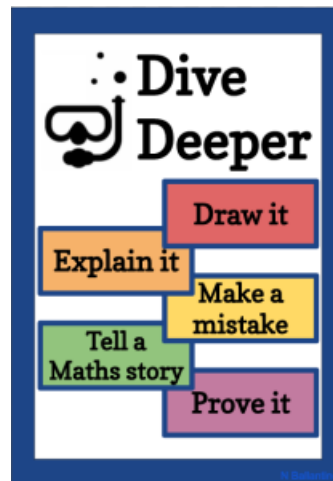 Dive
Deeper
Draw it
Explain it
Make a
mistake
Tell a
Maths story
Prove it